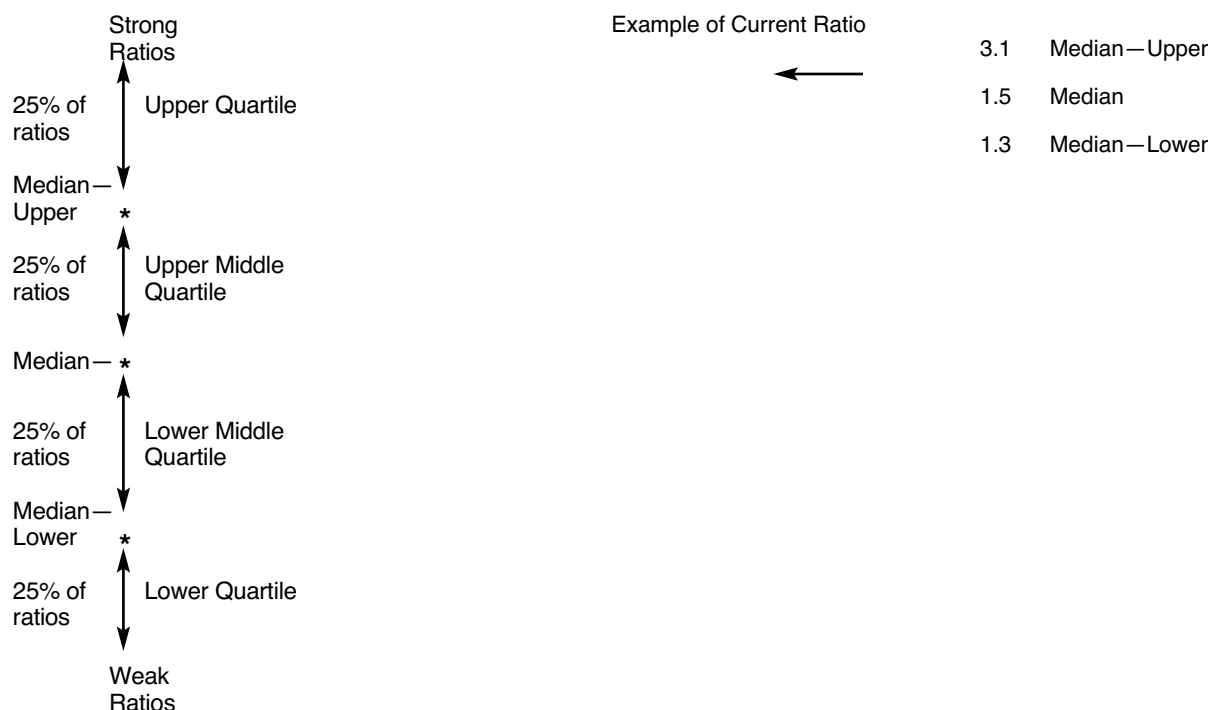 Strong
Ratios
25% of
ratios
Upper Quartile
Median—
Upper *
25% of
ratios
Upper Middle
Quartile
Median— *
25% of
ratios
Lower Middle
Quartile
Median—
Lower *
25% of
ratios
Lower Quartile
Weak
Ratios
Example of Current Ratio
3.1 Median—Upper
1.5 Median
1.3 Median—Lower